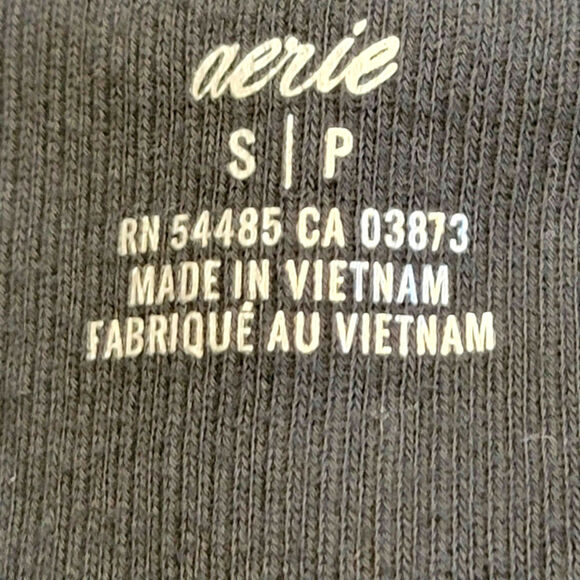 aerie
S | P
RN 54485 CA 03873
MADE IN VIETNAM
FABRIQUÉ AU VIETNAM